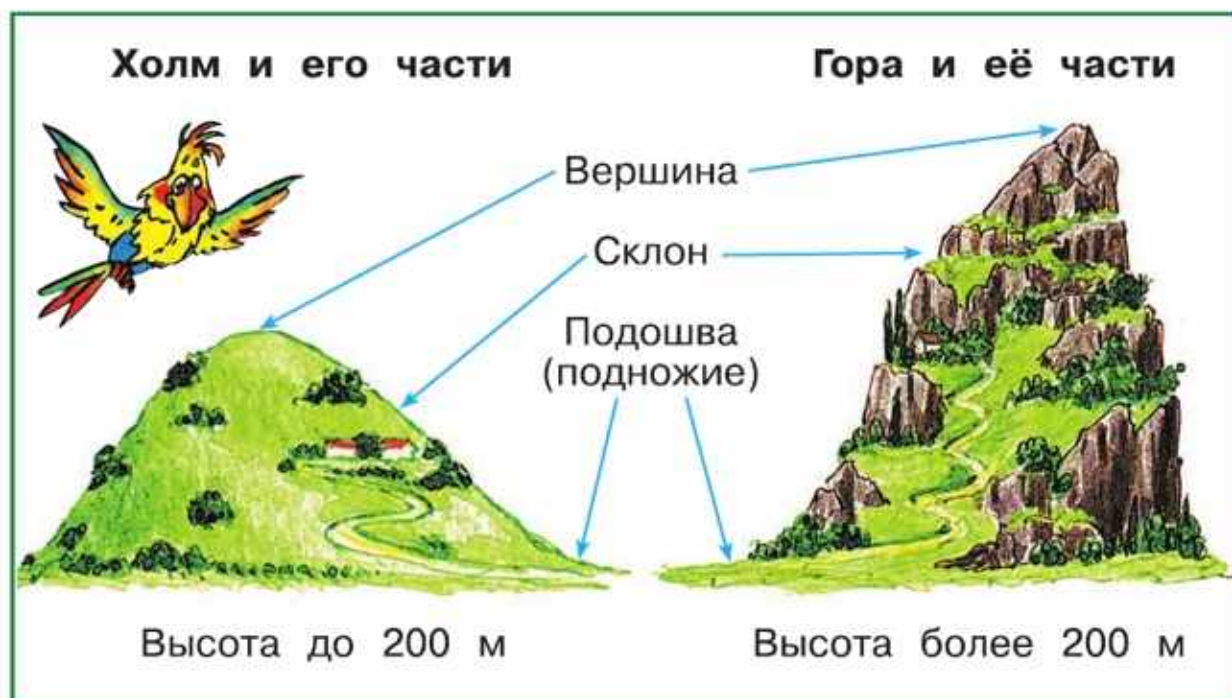 Холм и его части
Гора и её части
Вершина
Склон
Подошва
(подножие)
Высота до 200 м
Высота более 200 м